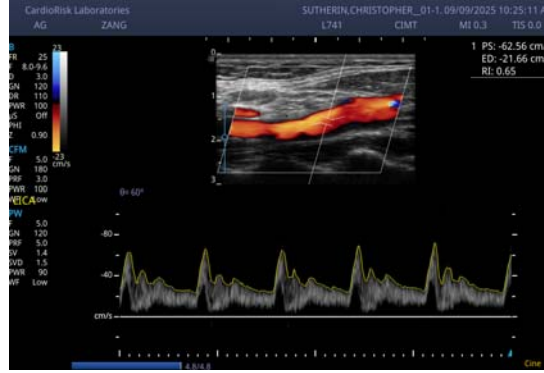 CardioRisk Laboratories
SUTHERIN,CHRISTOPHER_01-1. 09/09/2025 10:25:11 A
AG ZANG L741 CIMT MI 0.3 TIS 0.0
B
FR 25
F 8.0-9.6
D 3.0
GN 120
DR 110
PWR 100
µS Off
PHI
Z 0.90
23
-23
cm/s
CFM
F 5.0
GN 180
PRF 3.0
PWR 100
WF Low
LICA
PW
F 5.0
GN 120
PRF 5.0
SV 1.4
SVD 1.5
PWR 90
WF Low
1 PS: -62.56 cm/
ED: -21.66 cm/
RI: 0.65
0
1
2
3
θ= 60°
-80
-40
cm/s
4.8/4.8
Cine